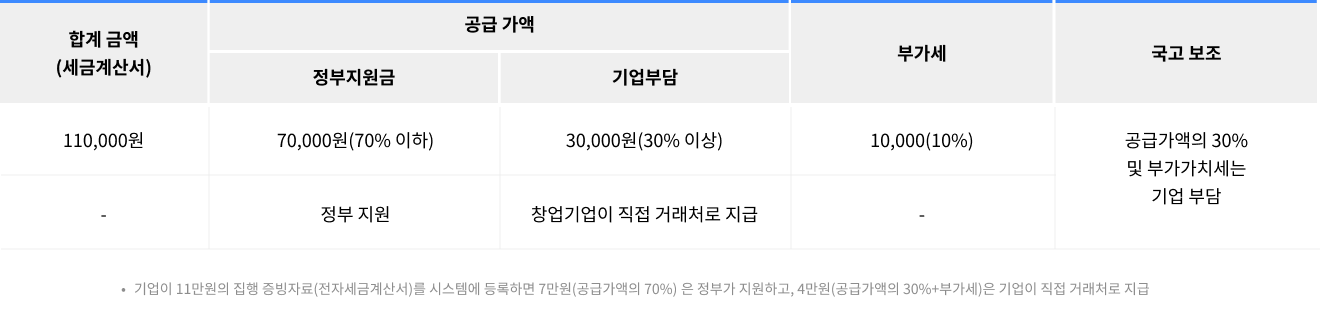 합계 금액
(세금계산서)
공급 가액
정부지원금
기업부담
부가세
국고 보조
110,000원
70,000원(70% 이하)
30,000원(30% 이상)
10,000(10%)
공급가액의 30%
및 부가가치세는
기업 부담
-
정부 지원
창업기업이 직접 거래처로 지급
-
• 기업이 11만원의 집행 증빙자료(전자세금계산서)를 시스템에 등록하면 7만원(공급가액의 70%) 은 정부가 지원하고, 4만원(공급가액의 30%+부가세)은 기업이 직접 거래처로 지급